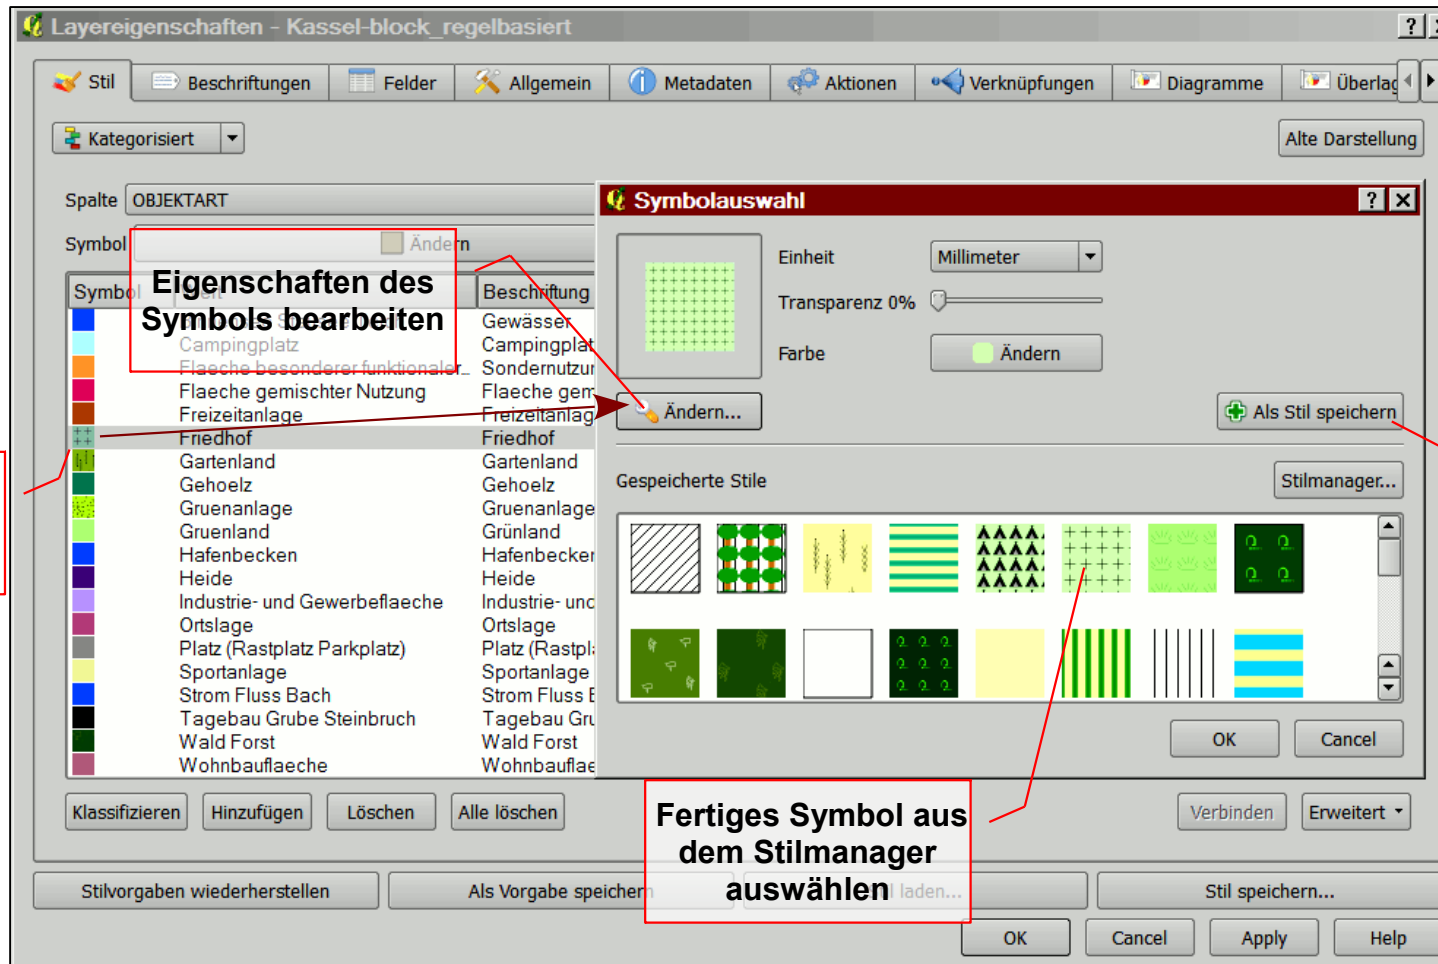 Layereigenschaften - Kassel-block_regelbasiert
?
Stil
Beschriftungen
Felder
Allgemein
Metadaten
Aktionen
Verknüpfungen
Diagramme
Überlag
Kategorisiert
Alte Darstellung
Spalte
OBJEKTART
Symbol
Ändern
Symbol
Beschriftung
Gewässer
Campingplatz
Campingplat
Flaeche besonderer funktionaler_
Sondernutzur
Flaeche gemischter Nutzung
Flaeche gem
Freizeitanlage
Freizeitanlag
Friedhof
Friedhof
Gartenland
Gartenland
Gehoelz
Gehoelz
Gruenanlage
Gruenanlage
Gruenland
Grünland
Hafenbecken
Hafenbecker
Heide
Heide
Industrie- und Gewerbeflaeche
Industrie- und
Ortslage
Ortslage
Platz (Rastplatz Parkplatz)
Platz (Rastpl
Sportanlage
Sportanlage
Strom Fluss Bach
Strom Fluss B
Tagebau Grube Steinbruch
Tagebau Gru
Wald Forst
Wald Forst
Wohnbauflaeche
Wohnbauflae
Eigenschaften des
Symbols bearbeiten
Symbolauswahl
?
Einheit
Millimeter
Transparenz 0%
Farbe
Ändern
Ändern...
Als Stil speichern
Gespeicherte Stile
Stilmanager...
OK
Cancel
Klassifizieren
Hinzufügen
Löschen
Alle löschen
Verbinden
Erweitert
Fertiges Symbol aus
dem Stilmanager
auswählen
Stilvorgaben wiederherstellen
Als Vorgabe speichern
laden...
Stil speichern...
OK
Cancel
Apply
Help